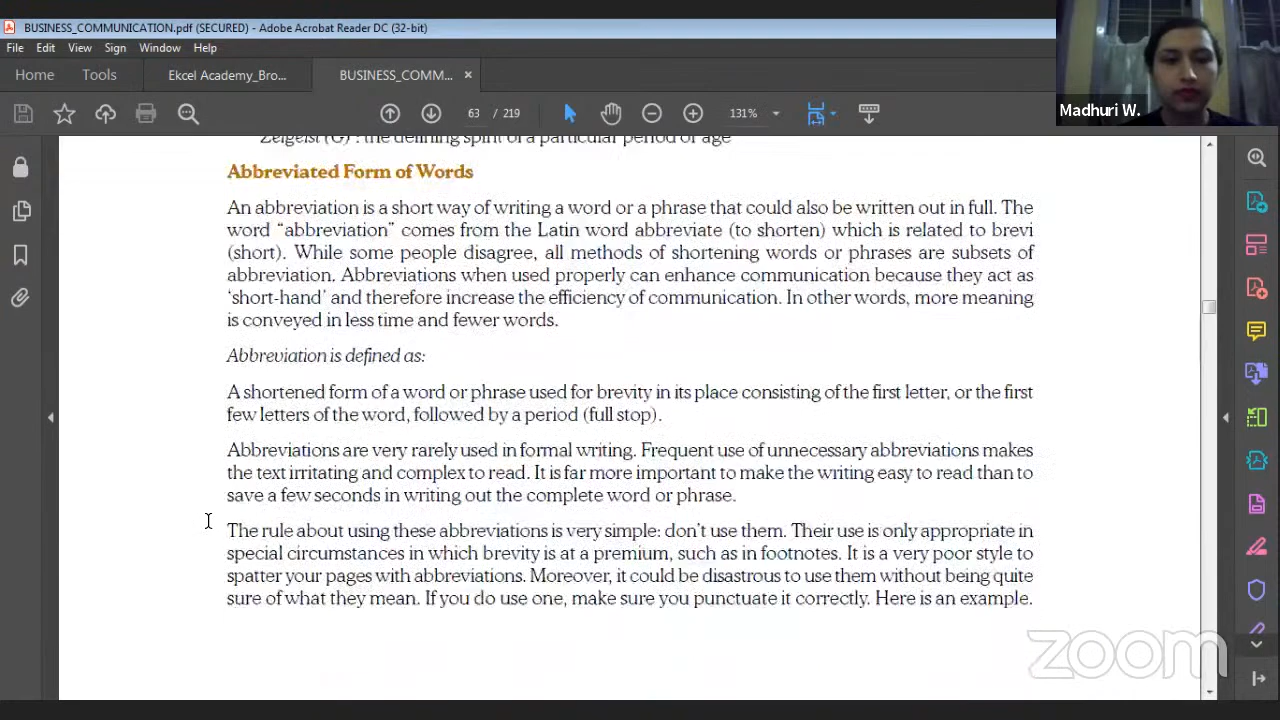 BUSINESS_COMMUNICATION.pdf (SECURED) - Adobe Acrobat Reader DC (32-bit)
File Edit View Sign Window Help
Home Tools Ekcel Academy_Bro... BUSINESS_COMM... ×
63 / 219 131%
Madhuri W.
Zeigeist (G) : the defining spirit of a particular period of age
Abbreviated Form of Words
An abbreviation is a short way of writing a word or a phrase that could also be written out in full. The
word “abbreviation” comes from the Latin word abbreviate (to shorten) which is related to brevi
(short). While some people disagree, all methods of shortening words or phrases are subsets of
abbreviation. Abbreviations when used properly can enhance communication because they act as
‘short-hand’ and therefore increase the efficiency of communication. In other words, more meaning
is conveyed in less time and fewer words.
Abbreviation is defined as:
A shortened form of a word or phrase used for brevity in its place consisting of the first letter, or the first
few letters of the word, followed by a period (full stop).
Abbreviations are very rarely used in formal writing. Frequent use of unnecessary abbreviations makes
the text irritating and complex to read. It is far more important to make the writing easy to read than to
save a few seconds in writing out the complete word or phrase.
The rule about using these abbreviations is very simple: don’t use them. Their use is only appropriate in
special circumstances in which brevity is at a premium, such as in footnotes. It is a very poor style to
spatter your pages with abbreviations. Moreover, it could be disastrous to use them without being quite
sure of what they mean. If you do use one, make sure you punctuate it correctly. Here is an example.
zoom